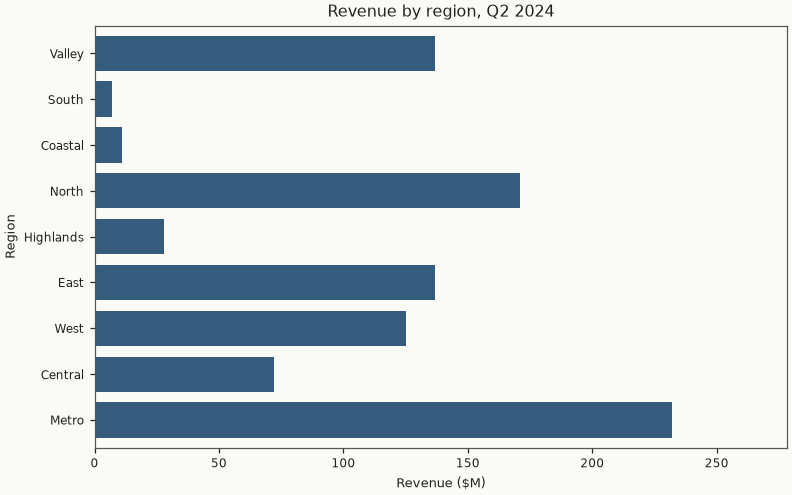 Revenue by region, Q2 2024
Region
Valley
South
Coastal
North
Highlands
East
West
Central
Metro
0 50 100 150 200 250
Revenue ($M)